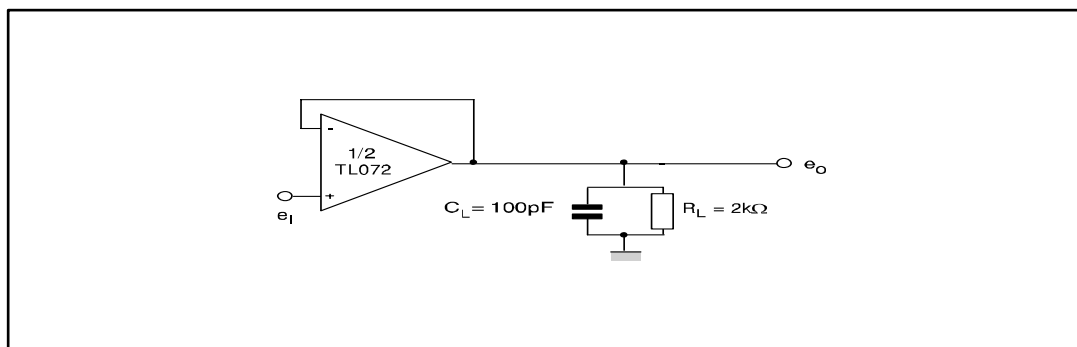 -
1/2
TL072
+
e_I
-
e_o
C_L= 100pF
R_L = 2kΩ